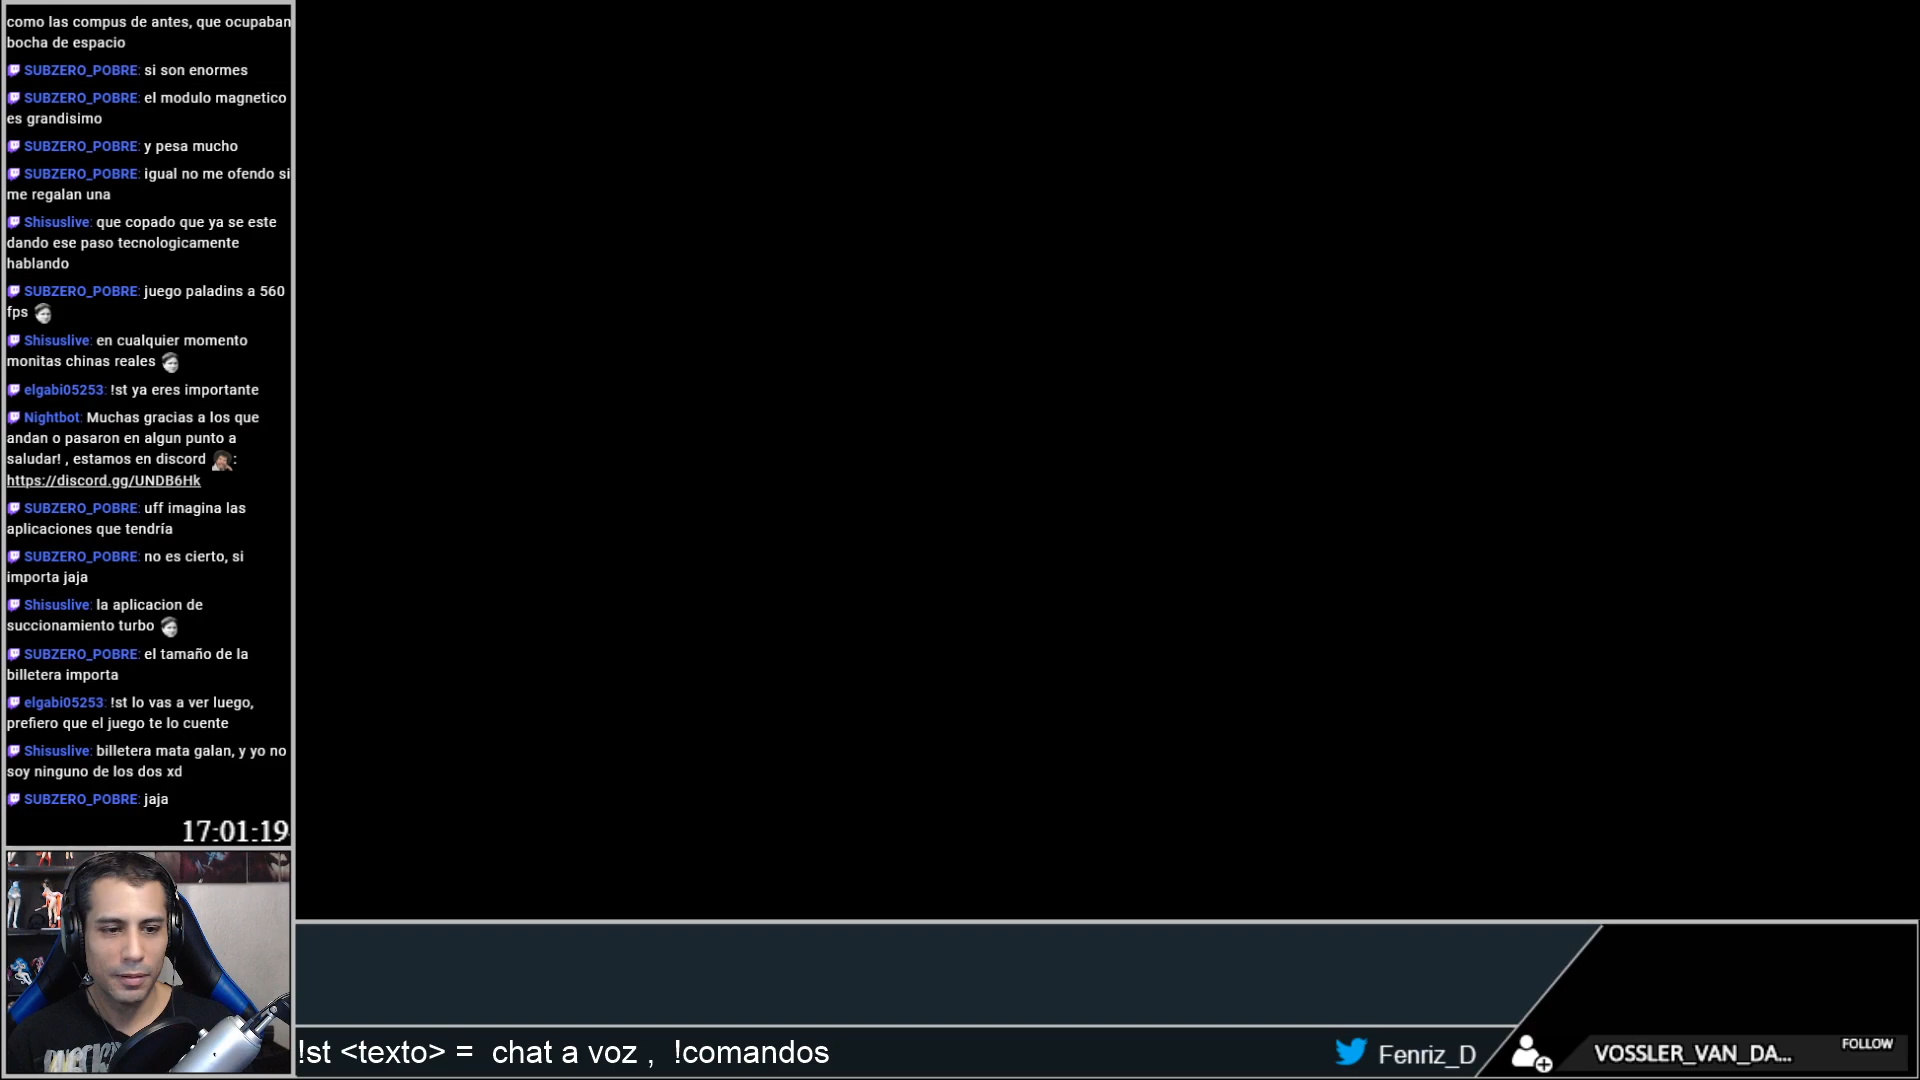 como las compus de antes, que ocupaban
bocha de espacio
SUBZERO_POBRE: si son enormes
SUBZERO_POBRE: el modulo magnetico
es grandisimo
SUBZERO_POBRE: y pesa mucho
SUBZERO_POBRE: igual no me ofendo si
me regalan una
Shisuslive: que copado que ya se este
dando ese paso tecnologicamente
hablando
SUBZERO_POBRE: juego paladins a 560
fps
Shisuslive: en cualquier momento
monitas chinas reales
elgabi05253: !st ya eres importante
Nightbot: Muchas gracias a los que
andan o pasaron en algun punto a
saludar! , estamos en discord :
https://discord.gg/UNDB6Hk
SUBZERO_POBRE: uff imagina las
aplicaciones que tendría
SUBZERO_POBRE: no es cierto, si
importa jaja
Shisuslive: la aplicacion de
succionamiento turbo
SUBZERO_POBRE: el tamaño de la
billetera importa
elgabi05253: !st lo vas a ver luego,
prefiero que el juego te lo cuente
Shisuslive: billetera mata galan, y yo no
soy ninguno de los dos xd
SUBZERO_POBRE: jaja
17:01:19
!st <texto> = chat a voz , !comandos
Fenriz_D
VOSSLER_VAN_DA...
FOLLOW